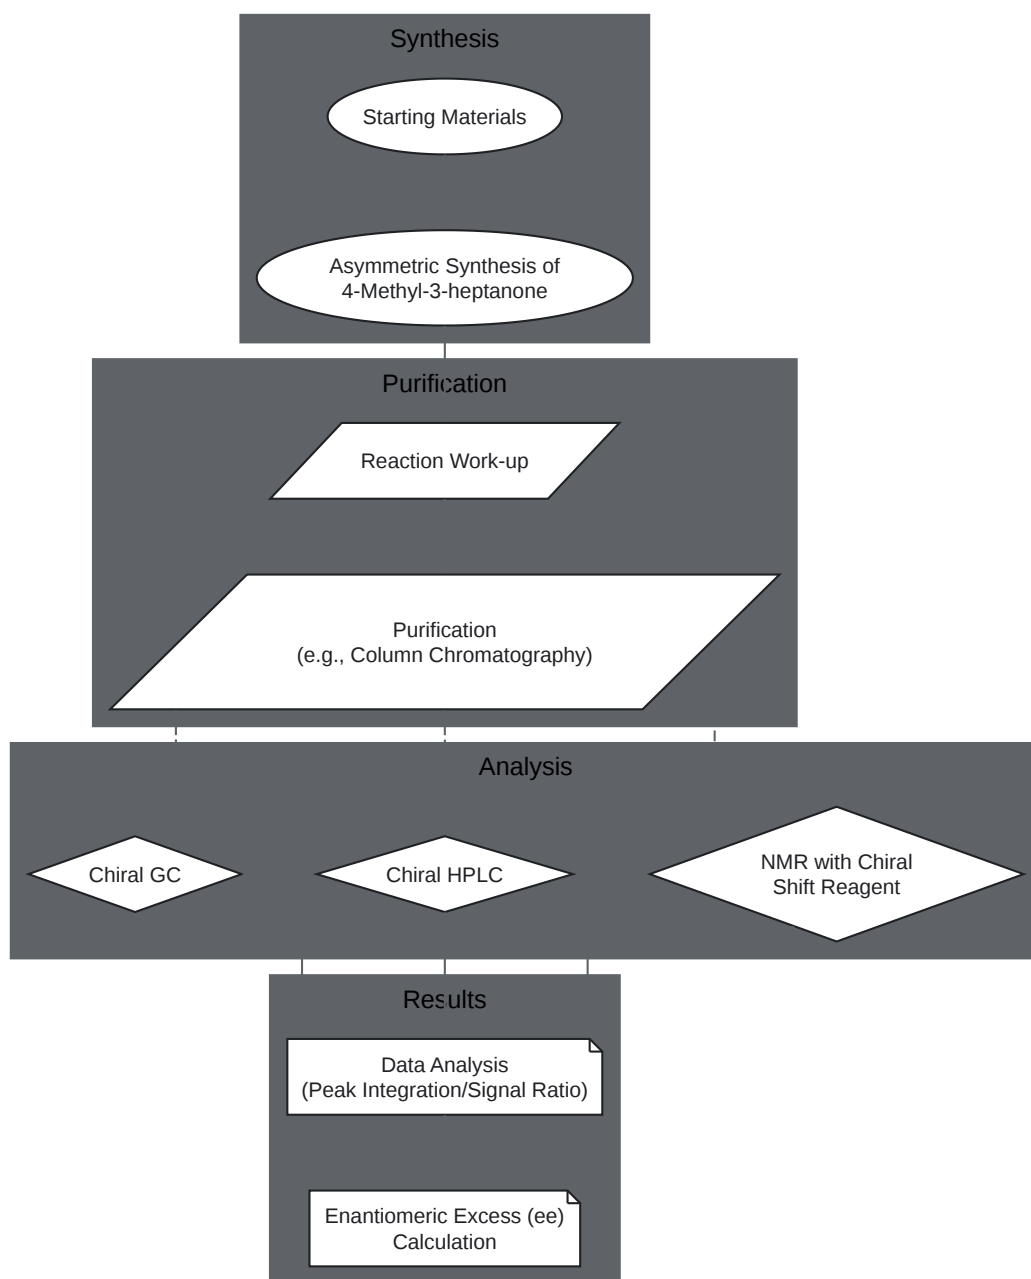 Synthesis
Starting Materials
Asymmetric Synthesis of
4-Methyl-3-heptanone
Purification
Reaction Work-up
Purification
(e.g., Column Chromatography)
Analysis
Chiral GC
Chiral HPLC
NMR with Chiral
Shift Reagent
Results
Data Analysis
(Peak Integration/Signal Ratio)
Enantiomeric Excess (ee)
Calculation